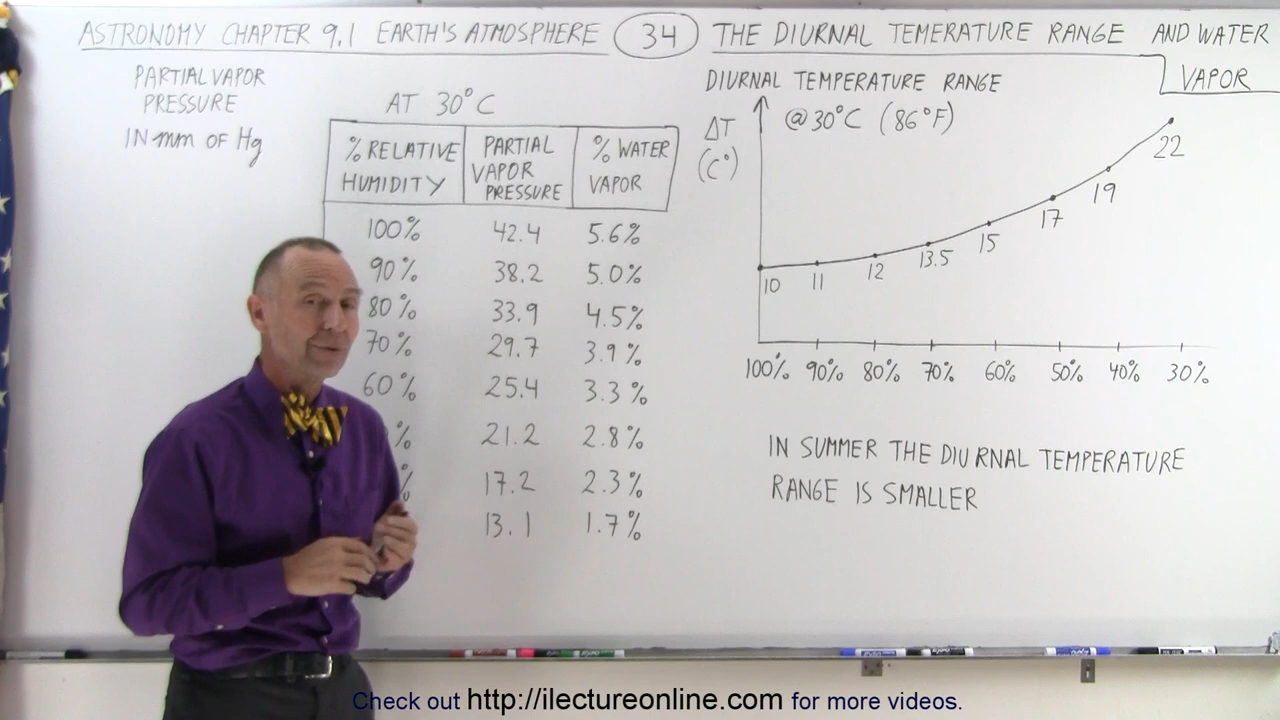 ASTRONOMY CHAPTER 9.1 EARTH'S ATMOSPHERE 34 THE DIURNAL TEMERATURE RANGE AND WATER
VAPOR
PARTIAL VAPOR
PRESSURE
IN mm OF Hg
AT 30°C
% RELATIVE HUMIDITY PARTIAL VAPOR PRESSURE % WATER VAPOR
100% 42.4 5.6%
90% 38.2 5.0%
80% 33.9 4.5%
70% 29.7 3.9%
60% 25.4 3.3%
% 21.2 2.8%
% 17.2 2.3%
13.1 1.7%
DIURNAL TEMPERATURE RANGE
@30°C (86°F)
ΔT
(C°)
10 11 12 13.5 15 17 19 22
100% 90% 80% 70% 60% 50% 40% 30%
IN SUMMER THE DIURNAL TEMPERATURE
RANGE IS SMALLER
Check out http://ilectureonline.com for more videos.